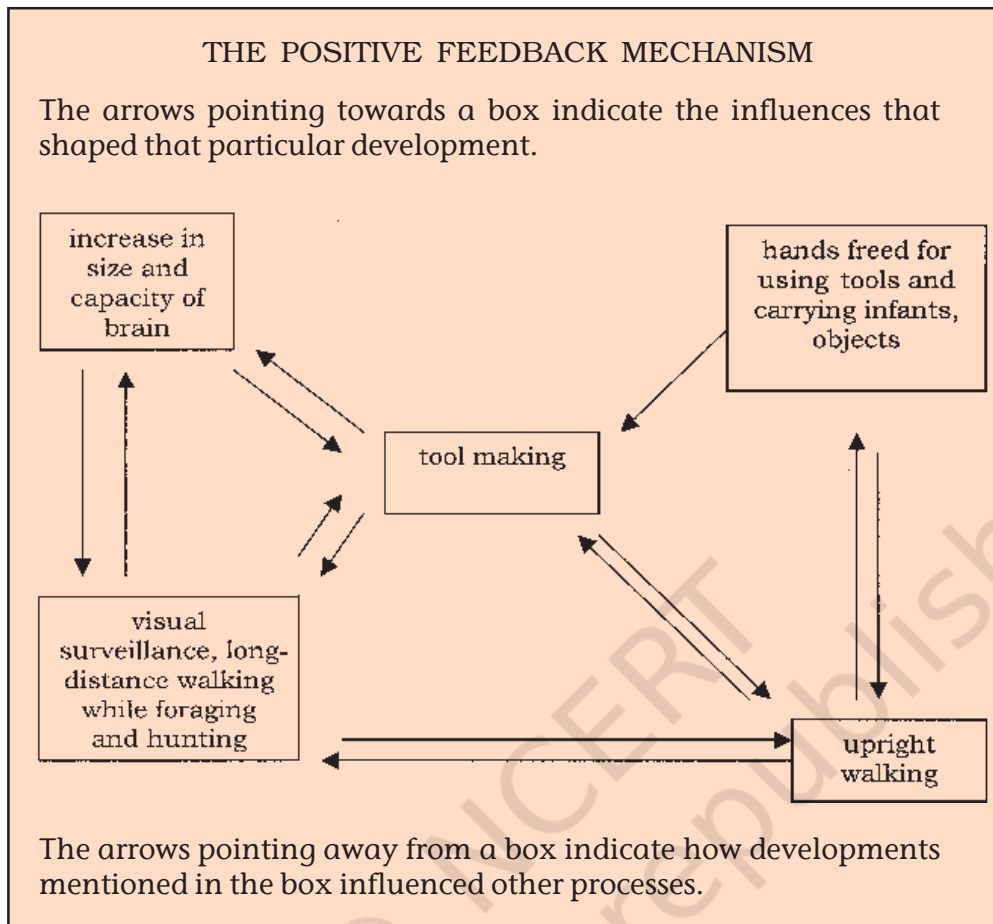 THE POSITIVE FEEDBACK MECHANISM
The arrows pointing towards a box indicate the influences that
shaped that particular development.
increase in
size and
capacity of
brain
hands freed for
using tools and
carrying infants,
objects
tool making
visual
surveillance, long-
distance walking
while foraging
and hunting
upright
walking
The arrows pointing away from a box indicate how developments
mentioned in the box influenced other processes.
NCERT
republish